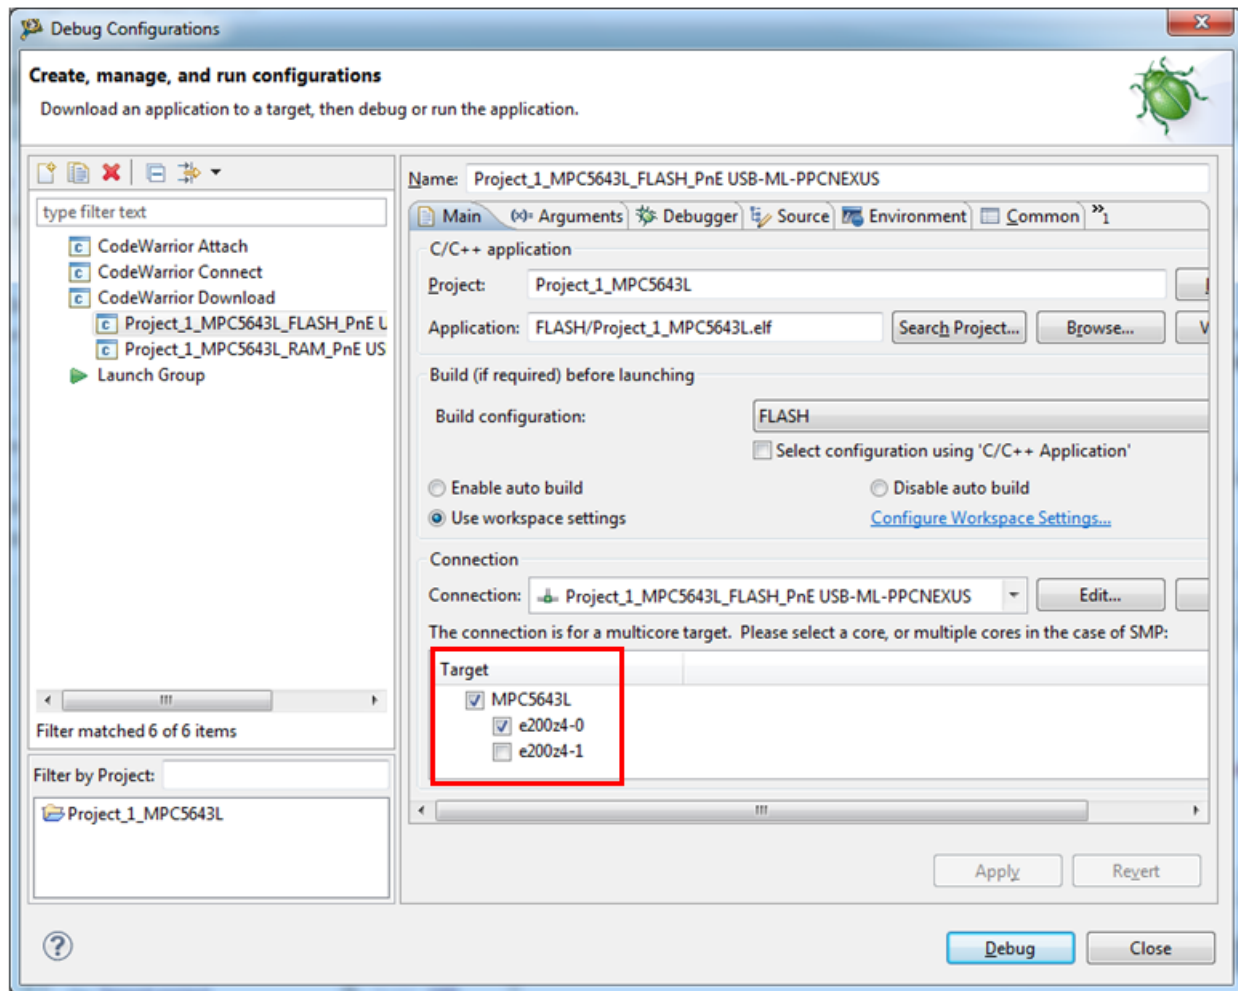 Debug Configurations
Create, manage, and run configurations
Download an application to a target, then debug or run the application.
type filter text
CodeWarrior Attach
CodeWarrior Connect
CodeWarrior Download
Project_1_MPC5643L_FLASH_PnE U
Project_1_MPC5643L_RAM_PnE US
Launch Group
Filter matched 6 of 6 items
Filter by Project:
Project_1_MPC5643L
Name: Project_1_MPC5643L_FLASH_PnE USB-ML-PPCNEXUS
Main (x)= Arguments Debugger Source Environment Common »1
C/C++ application
Project: Project_1_MPC5643L
Application: FLASH/Project_1_MPC5643L.elf Search Project... Browse... V
Build (if required) before launching
Build configuration: FLASH
Select configuration using 'C/C++ Application'
Enable auto build Disable auto build
Use workspace settings Configure Workspace Settings...
Connection
Connection: Project_1_MPC5643L_FLASH_PnE USB-ML-PPCNEXUS Edit...
The connection is for a multicore target. Please select a core, or multiple cores in the case of SMP:
Target
MPC5643L
e200z4-0
e200z4-1
Apply Revert
? Debug Close